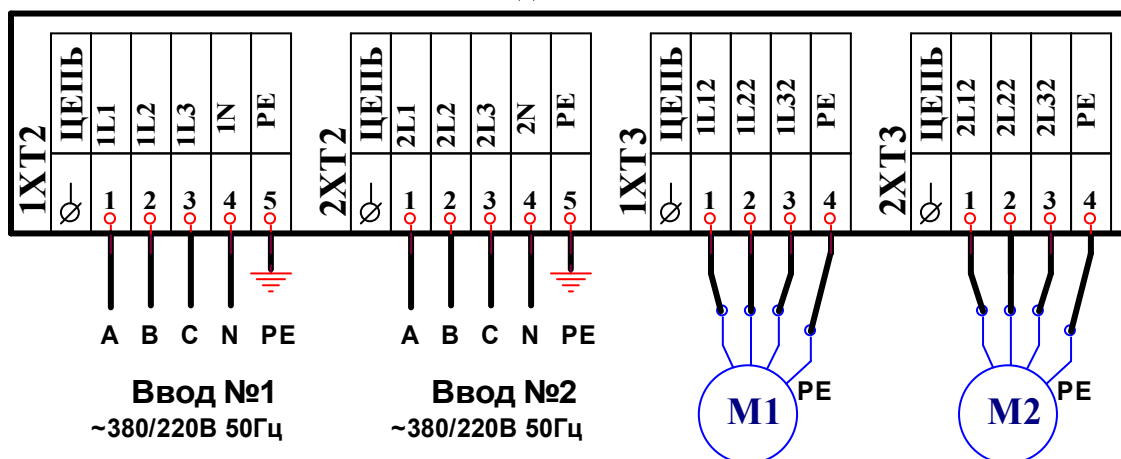 1XT2
ЦЕПЬ 1L1 1L2 1L3 1N PE
1 2 3 4 5
A B C N PE
Ввод №1
~380/220В 50Гц
2XT2
ЦЕПЬ 2L1 2L2 2L3 2N PE
1 2 3 4 5
A B C N PE
Ввод №2
~380/220В 50Гц
1XT3
ЦЕПЬ 1L12 1L22 1L32 PE
1 2 3 4
M1
PE
2XT3
ЦЕПЬ 2L12 2L22 2L32 PE
1 2 3 4
M2
PE